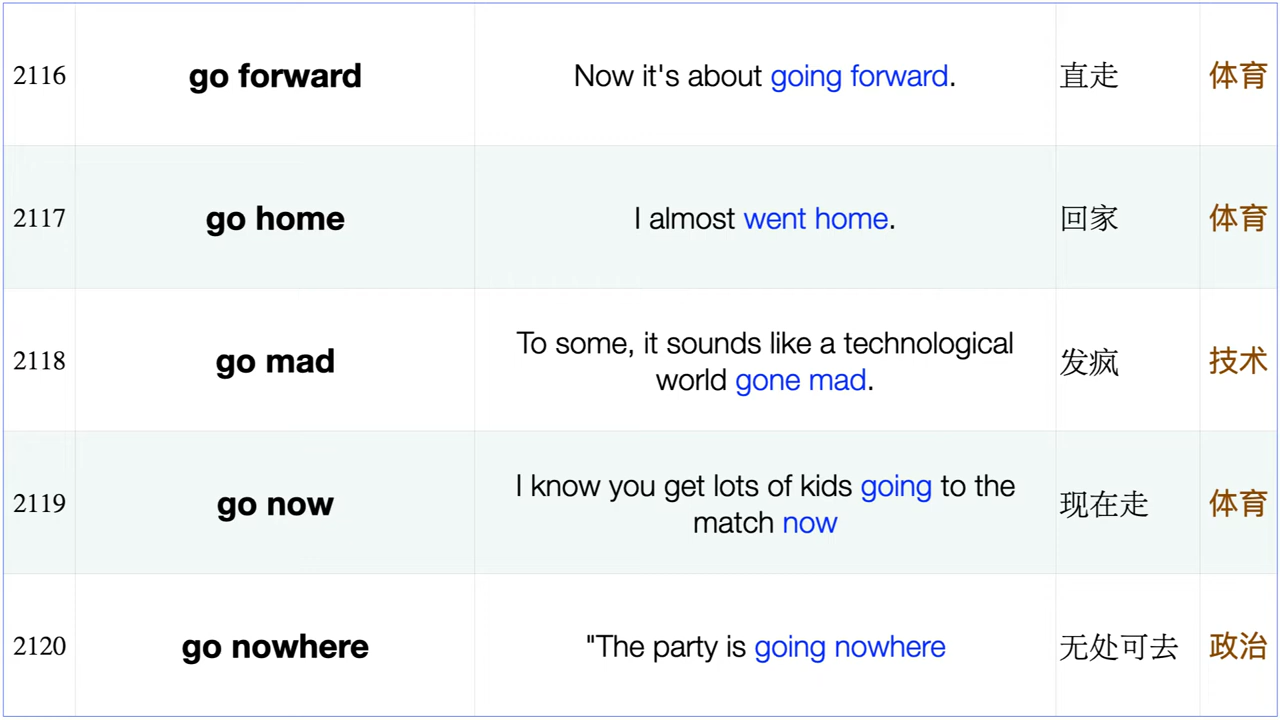 2116 go forward Now it's about going forward. 直走 体育
2117 go home I almost went home. 回家 体育
2118 go mad To some, it sounds like a technological
world gone mad. 发疯 技术
2119 go now I know you get lots of kids going to the
match now 现在走 体育
2120 go nowhere "The party is going nowhere 无处可去 政治